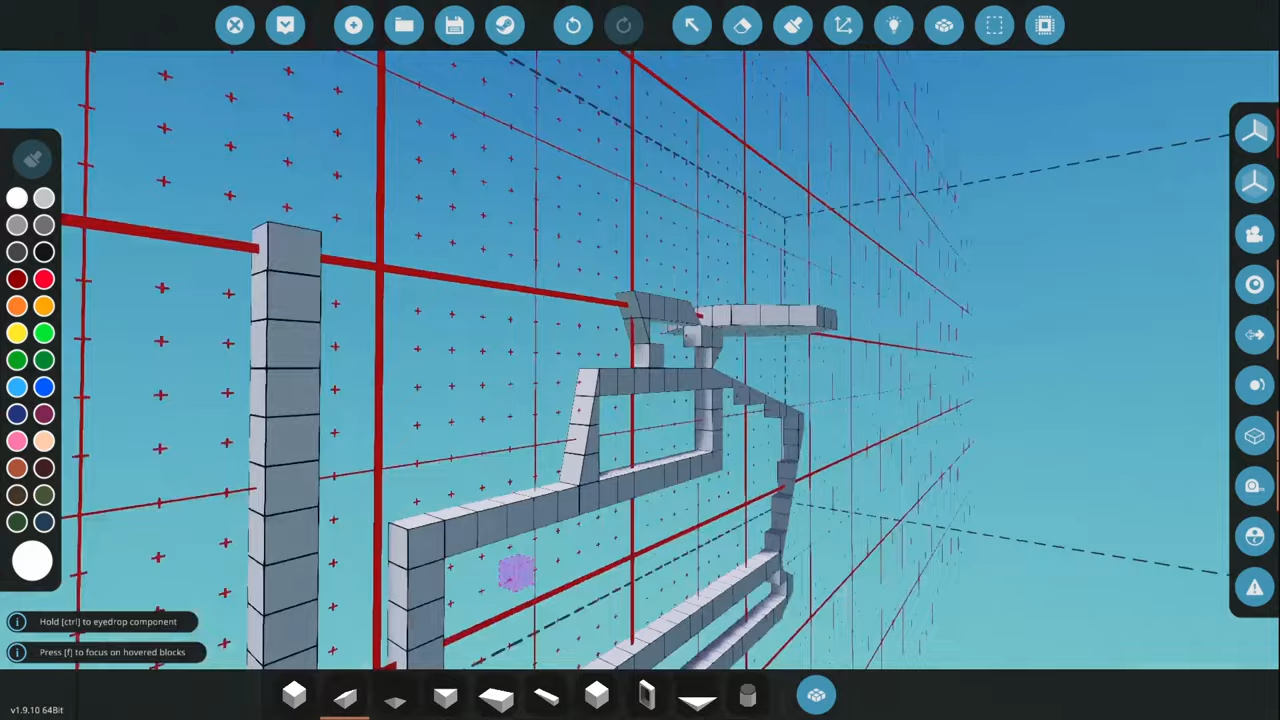 Hold [ctrl] to eyedrop component
Press [f] to focus on hovered blocks
v1.9.10 64Bit